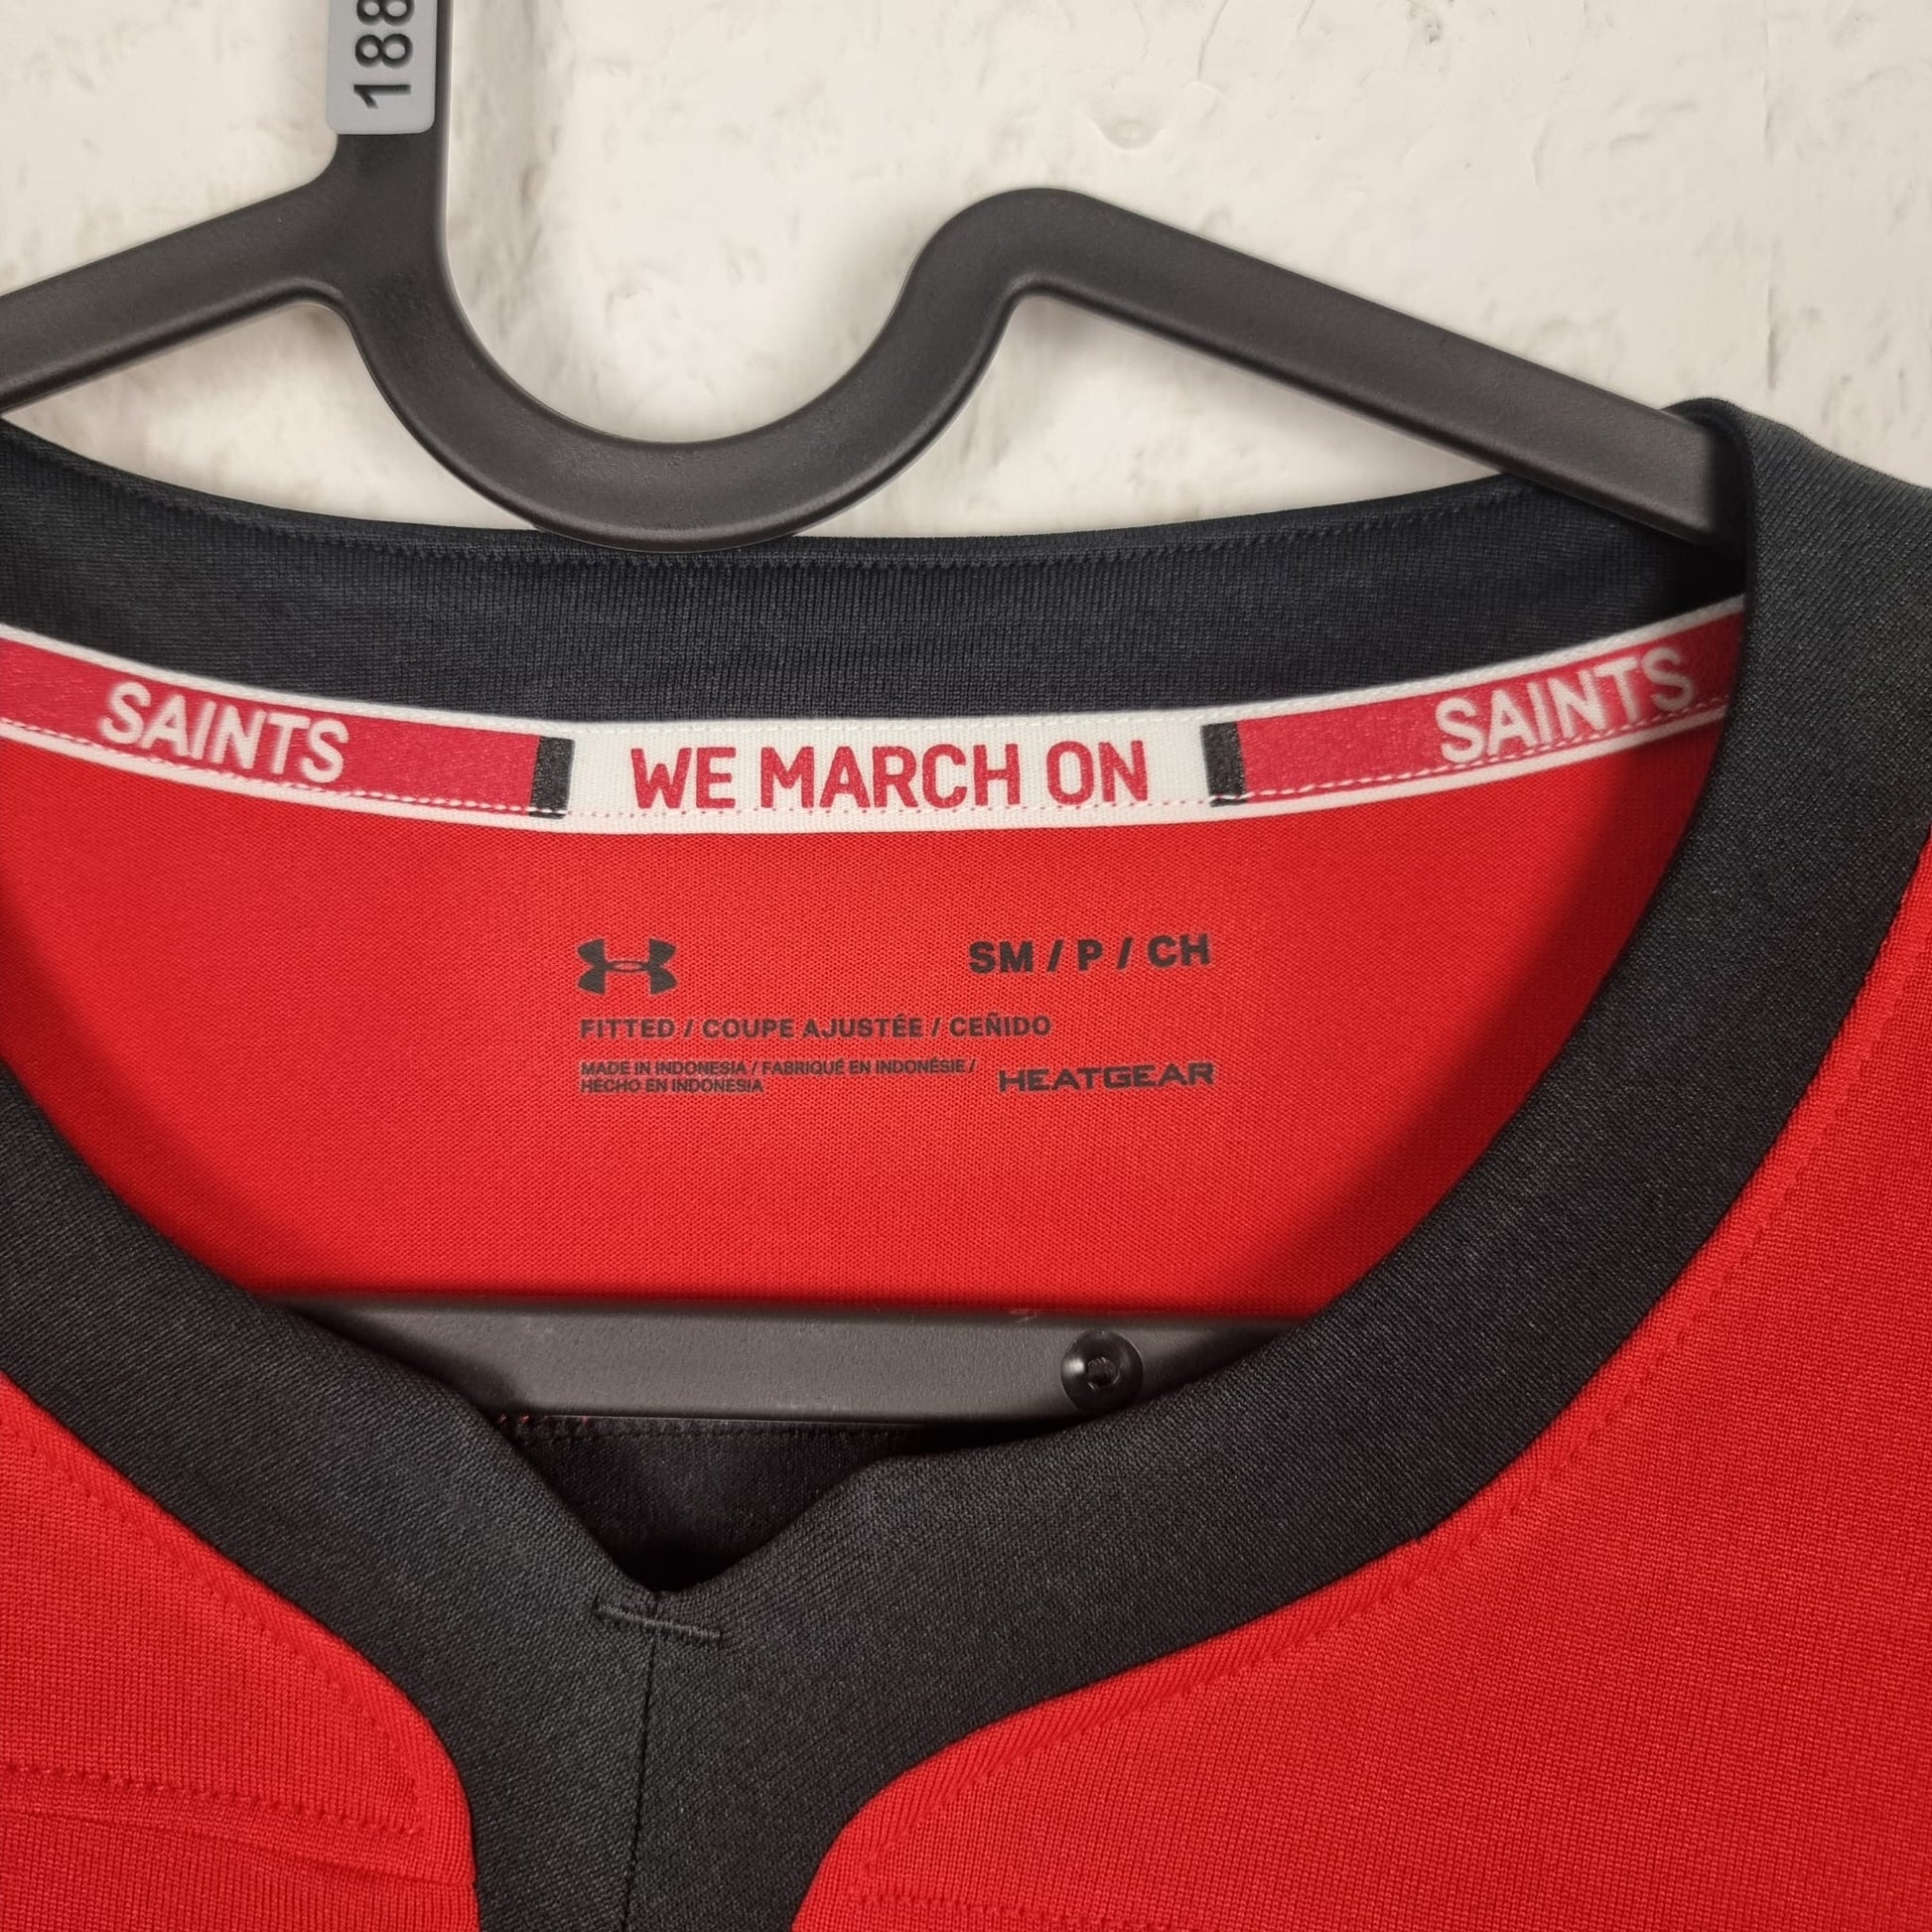 188
SAINTS WE MARCH ON SAINTS
SM / P / CH
FITTED / COUPE AJUSTÉE / CEÑIDO
MADE IN INDONESIA / FABRIQUÉ EN INDONÉSIE /
HECHO EN INDONESIA
HEATGEAR